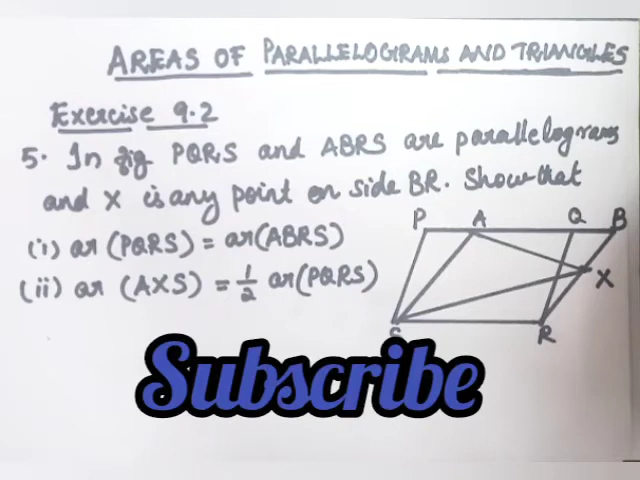 AREAS OF PARALLELOGRAMS AND TRIANGLES
Exercise 9.2
5. In fig PQRS and ABRS are parallelograms
and X is any point on side BR. Show that
(i) ar (PQRS) = ar(ABRS)
(ii) ar (AXS) = 1/2 ar(PQRS)
P A Q B
X
S R
Subscribe